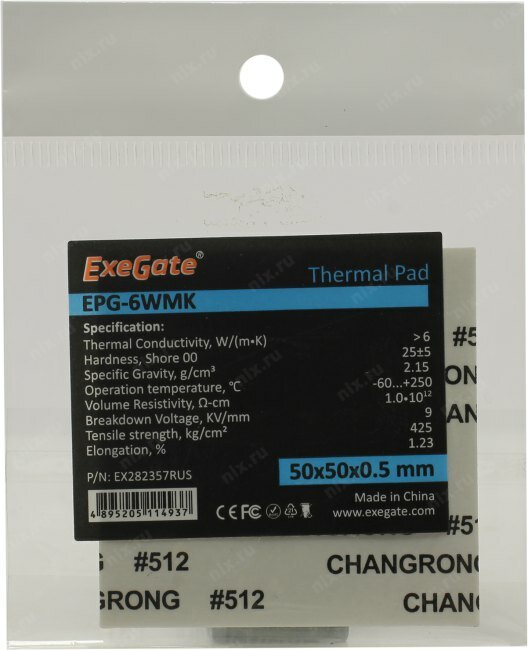 ExeGate®
Thermal Pad
EPG-6WMK
Specification:
Thermal Conductivity, W/(m•K) >6
Hardness, Shore 00 25±5
Specific Gravity, g/cm³ 2.15
Operation temperature, ℃ -60...+250
Volume Resistivity, Ω-cm 1.0•10¹²
Breakdown Voltage, KV/mm 9
Tensile strength, kg/cm² 425
Elongation, % 1.23
50x50x0.5 mm
P/N: EX282357RUS
4 895205 114937
Made in China
www.exegate.com
#512
CHANGRONG
#512
CHAN
nlx.ru